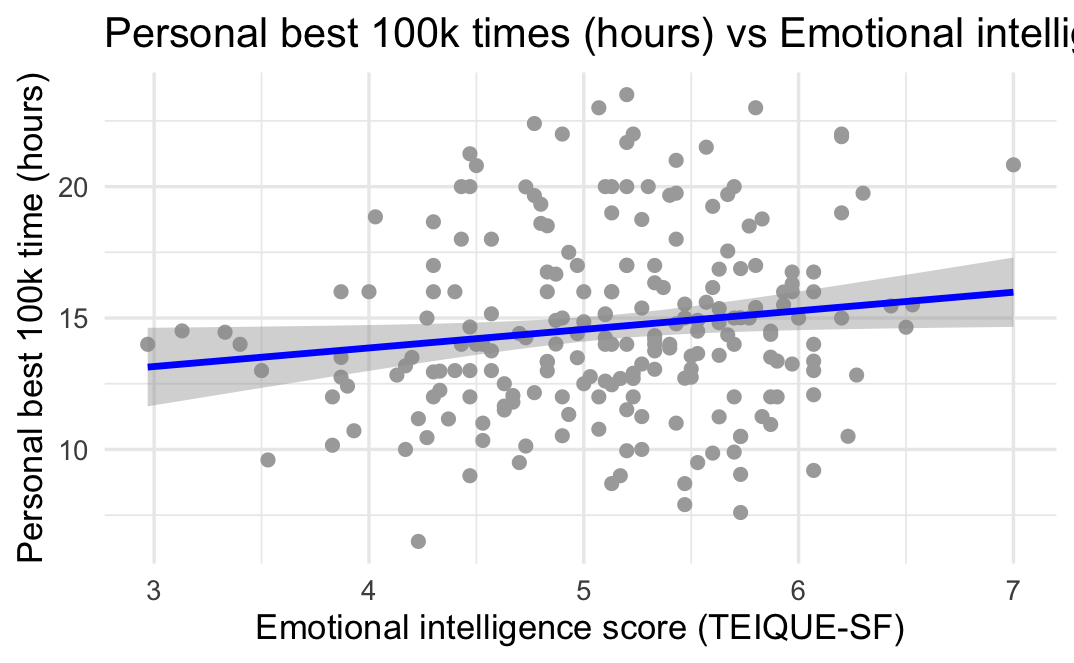 Personal best 100k times (hours) vs Emotional intellig
Personal best 100k time (hours)
20
15
10
3 4 5 6 7
Emotional intelligence score (TEIQUE-SF)